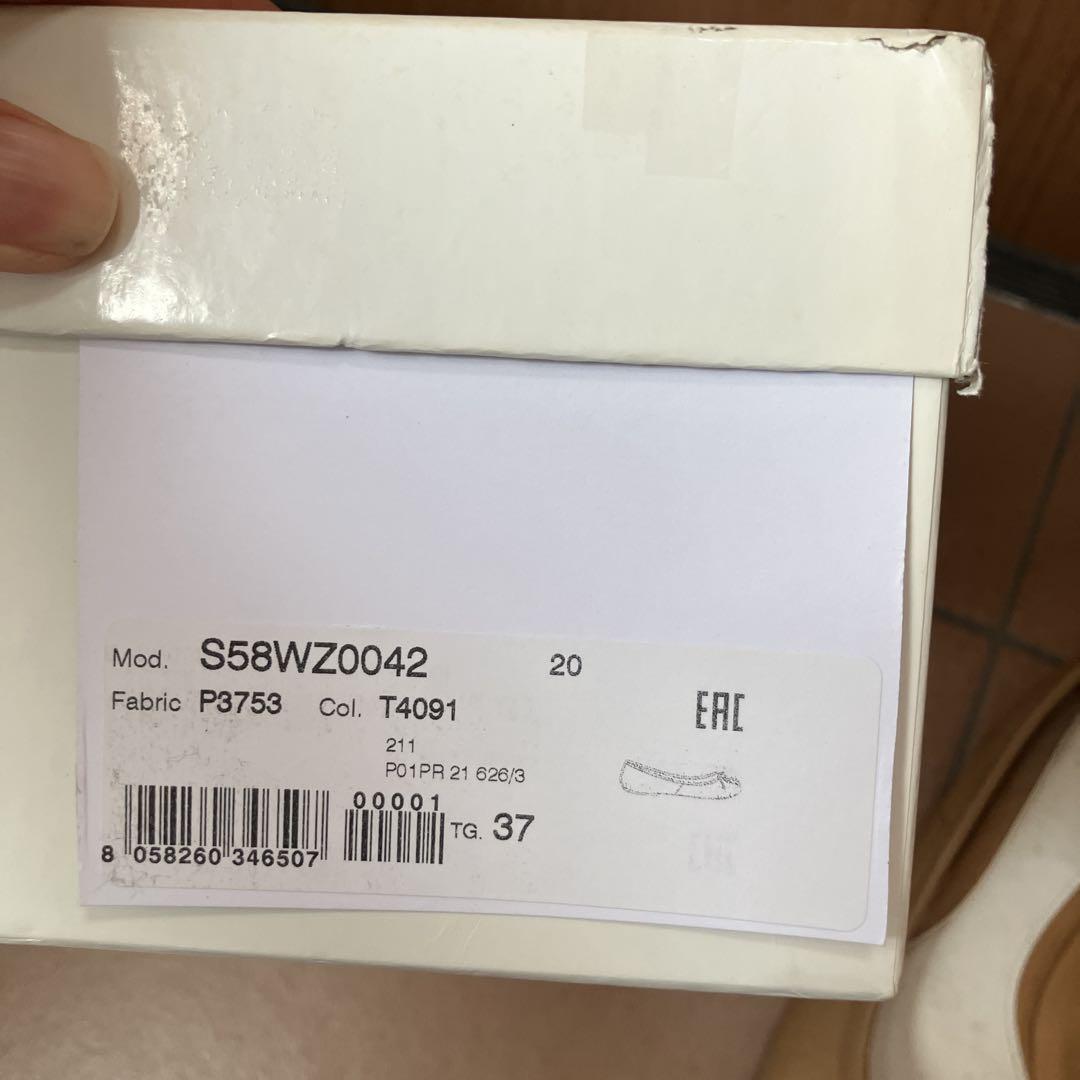 Mod. S58WZ0042 20
Fabric P3753 Col. T4091
EAC
211
P01PR 21 626/3
00001
TG. 37
8 058260 346507